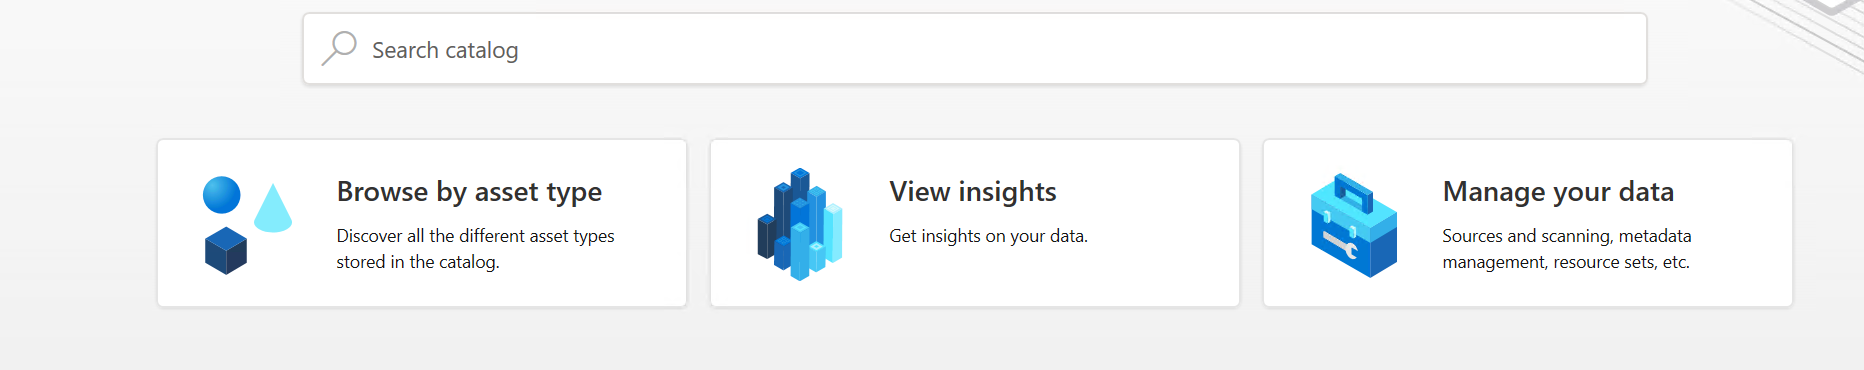 Search catalog
Browse by asset type
Discover all the different asset types
stored in the catalog.
View insights
Get insights on your data.
Manage your data
Sources and scanning, metadata
management, resource sets, etc.